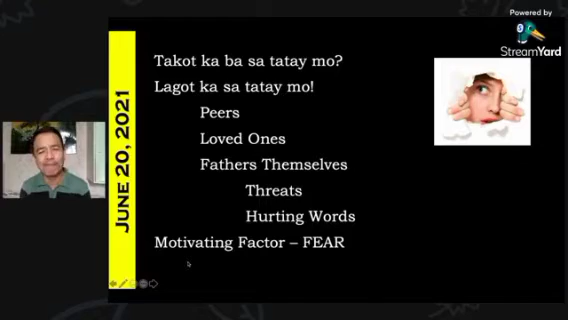 Powered by
StreamYard
JUNE 20, 2021
Takot ka ba sa tatay mo?
Lagot ka sa tatay mo!
Peers
Loved Ones
Fathers Themselves
Threats
Hurting Words
Motivating Factor – FEAR